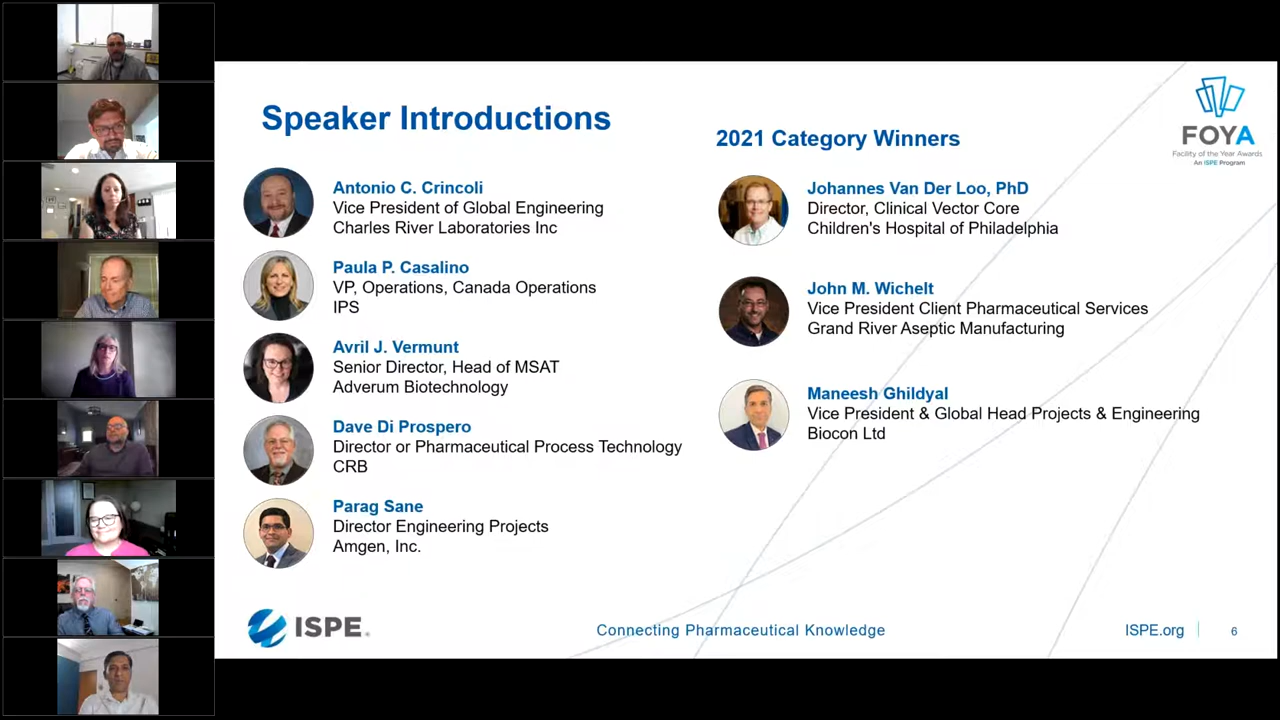 Speaker Introductions
Antonio C. Crincoli
Vice President of Global Engineering
Charles River Laboratories Inc
Paula P. Casalino
VP, Operations, Canada Operations
IPS
Avril J. Vermunt
Senior Director, Head of MSAT
Adverum Biotechnology
Dave Di Prospero
Director or Pharmaceutical Process Technology
CRB
Parag Sane
Director Engineering Projects
Amgen, Inc.
2021 Category Winners
Johannes Van Der Loo, PhD
Director, Clinical Vector Core
Children's Hospital of Philadelphia
John M. Wichelt
Vice President Client Pharmaceutical Services
Grand River Aseptic Manufacturing
Maneesh Ghildyal
Vice President & Global Head Projects & Engineering
Biocon Ltd
FOYA
Facility of the Year Awards
An ISPE Program
ISPE®
Connecting Pharmaceutical Knowledge
ISPE.org
6